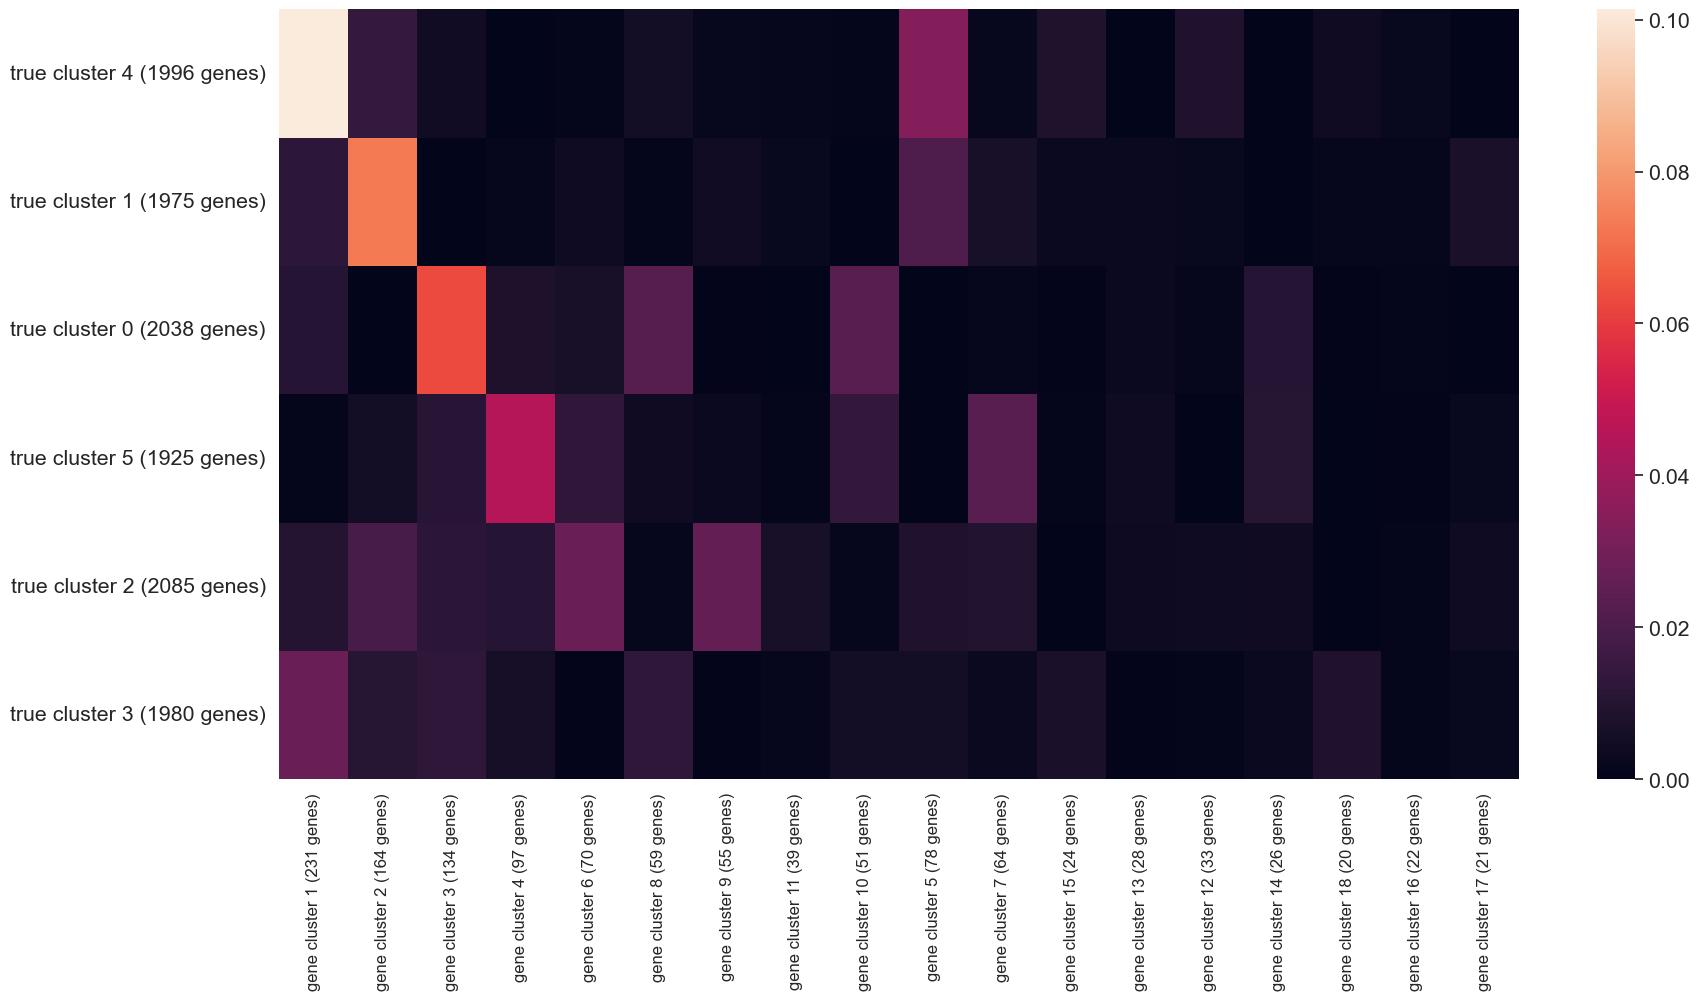 true cluster 4 (1996 genes)
true cluster 1 (1975 genes)
true cluster 0 (2038 genes)
true cluster 5 (1925 genes)
true cluster 2 (2085 genes)
true cluster 3 (1980 genes)
gene cluster 1 (231 genes)
gene cluster 2 (164 genes)
gene cluster 3 (134 genes)
gene cluster 4 (97 genes)
gene cluster 6 (70 genes)
gene cluster 8 (59 genes)
gene cluster 9 (55 genes)
gene cluster 11 (39 genes)
gene cluster 10 (51 genes)
gene cluster 5 (78 genes)
gene cluster 7 (64 genes)
gene cluster 15 (24 genes)
gene cluster 13 (28 genes)
gene cluster 12 (33 genes)
gene cluster 14 (26 genes)
gene cluster 18 (20 genes)
gene cluster 16 (22 genes)
gene cluster 17 (21 genes)
0.10
0.08
0.06
0.04
0.02
0.00